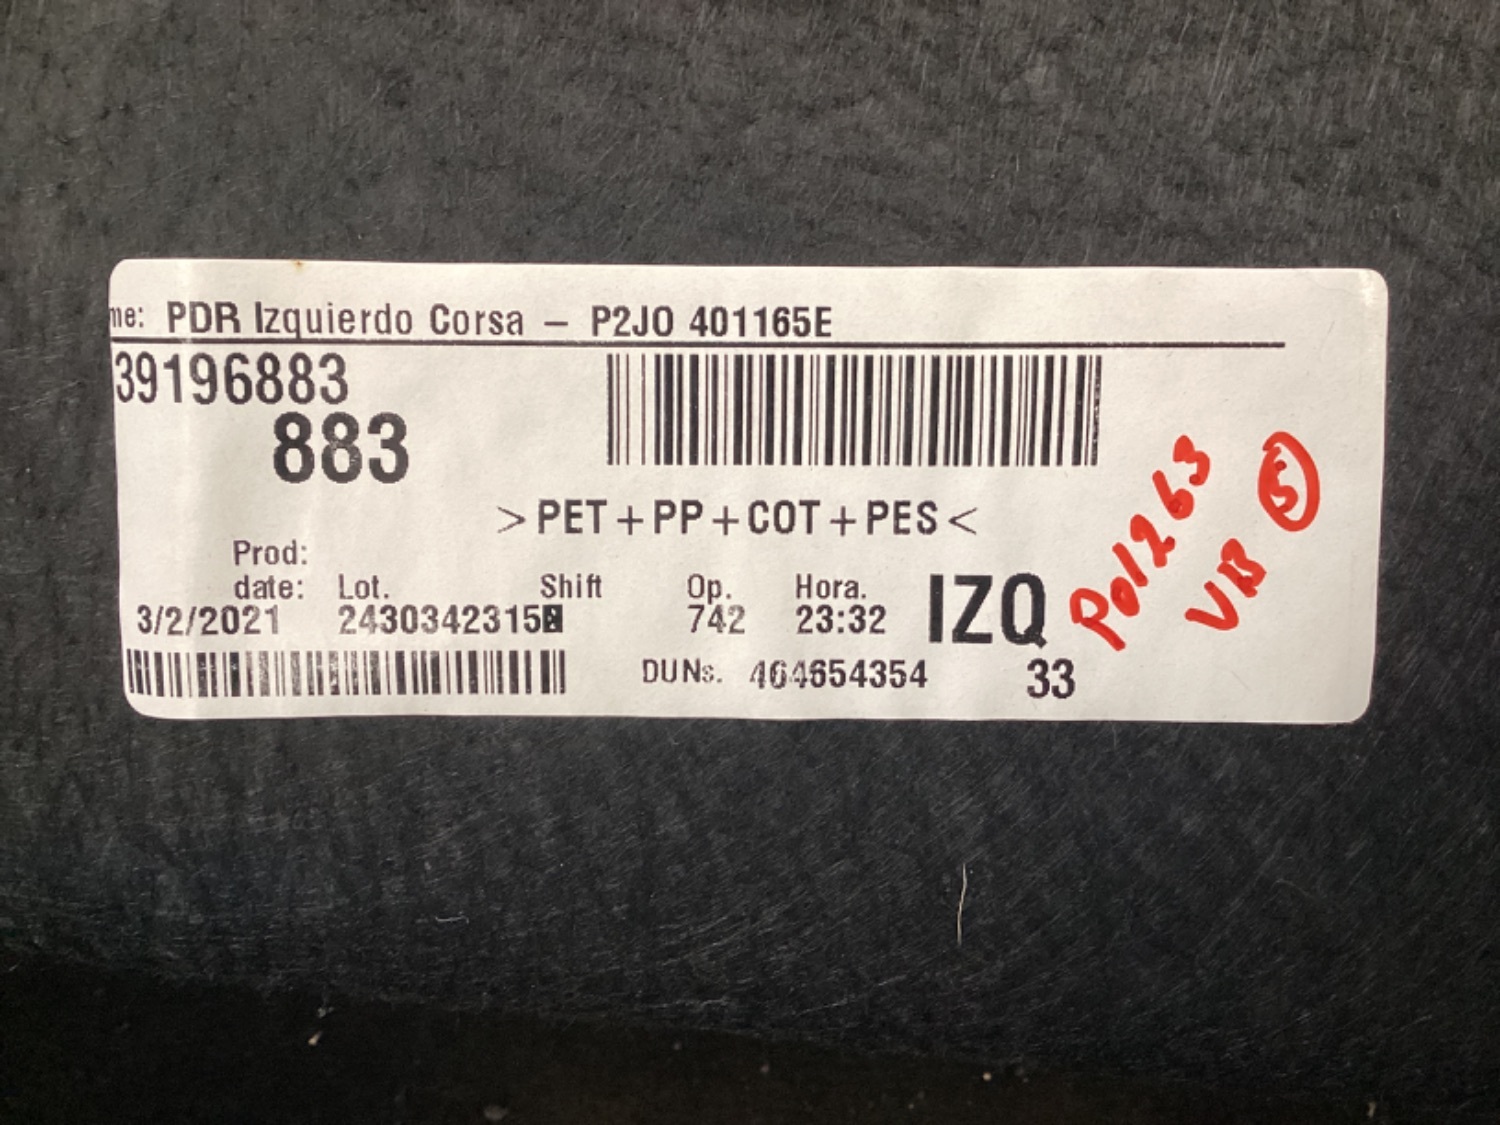 me: PDR Izquierdo Corsa – P2JO 401165E
39196883
883
>PET+PP+COT+PES<
Prod:
date: Lot. Shift Op. Hora.
3/2/2021 2430342315 742 23:32 IZQ
DUNs. 464654354 33
P01263
VB 5